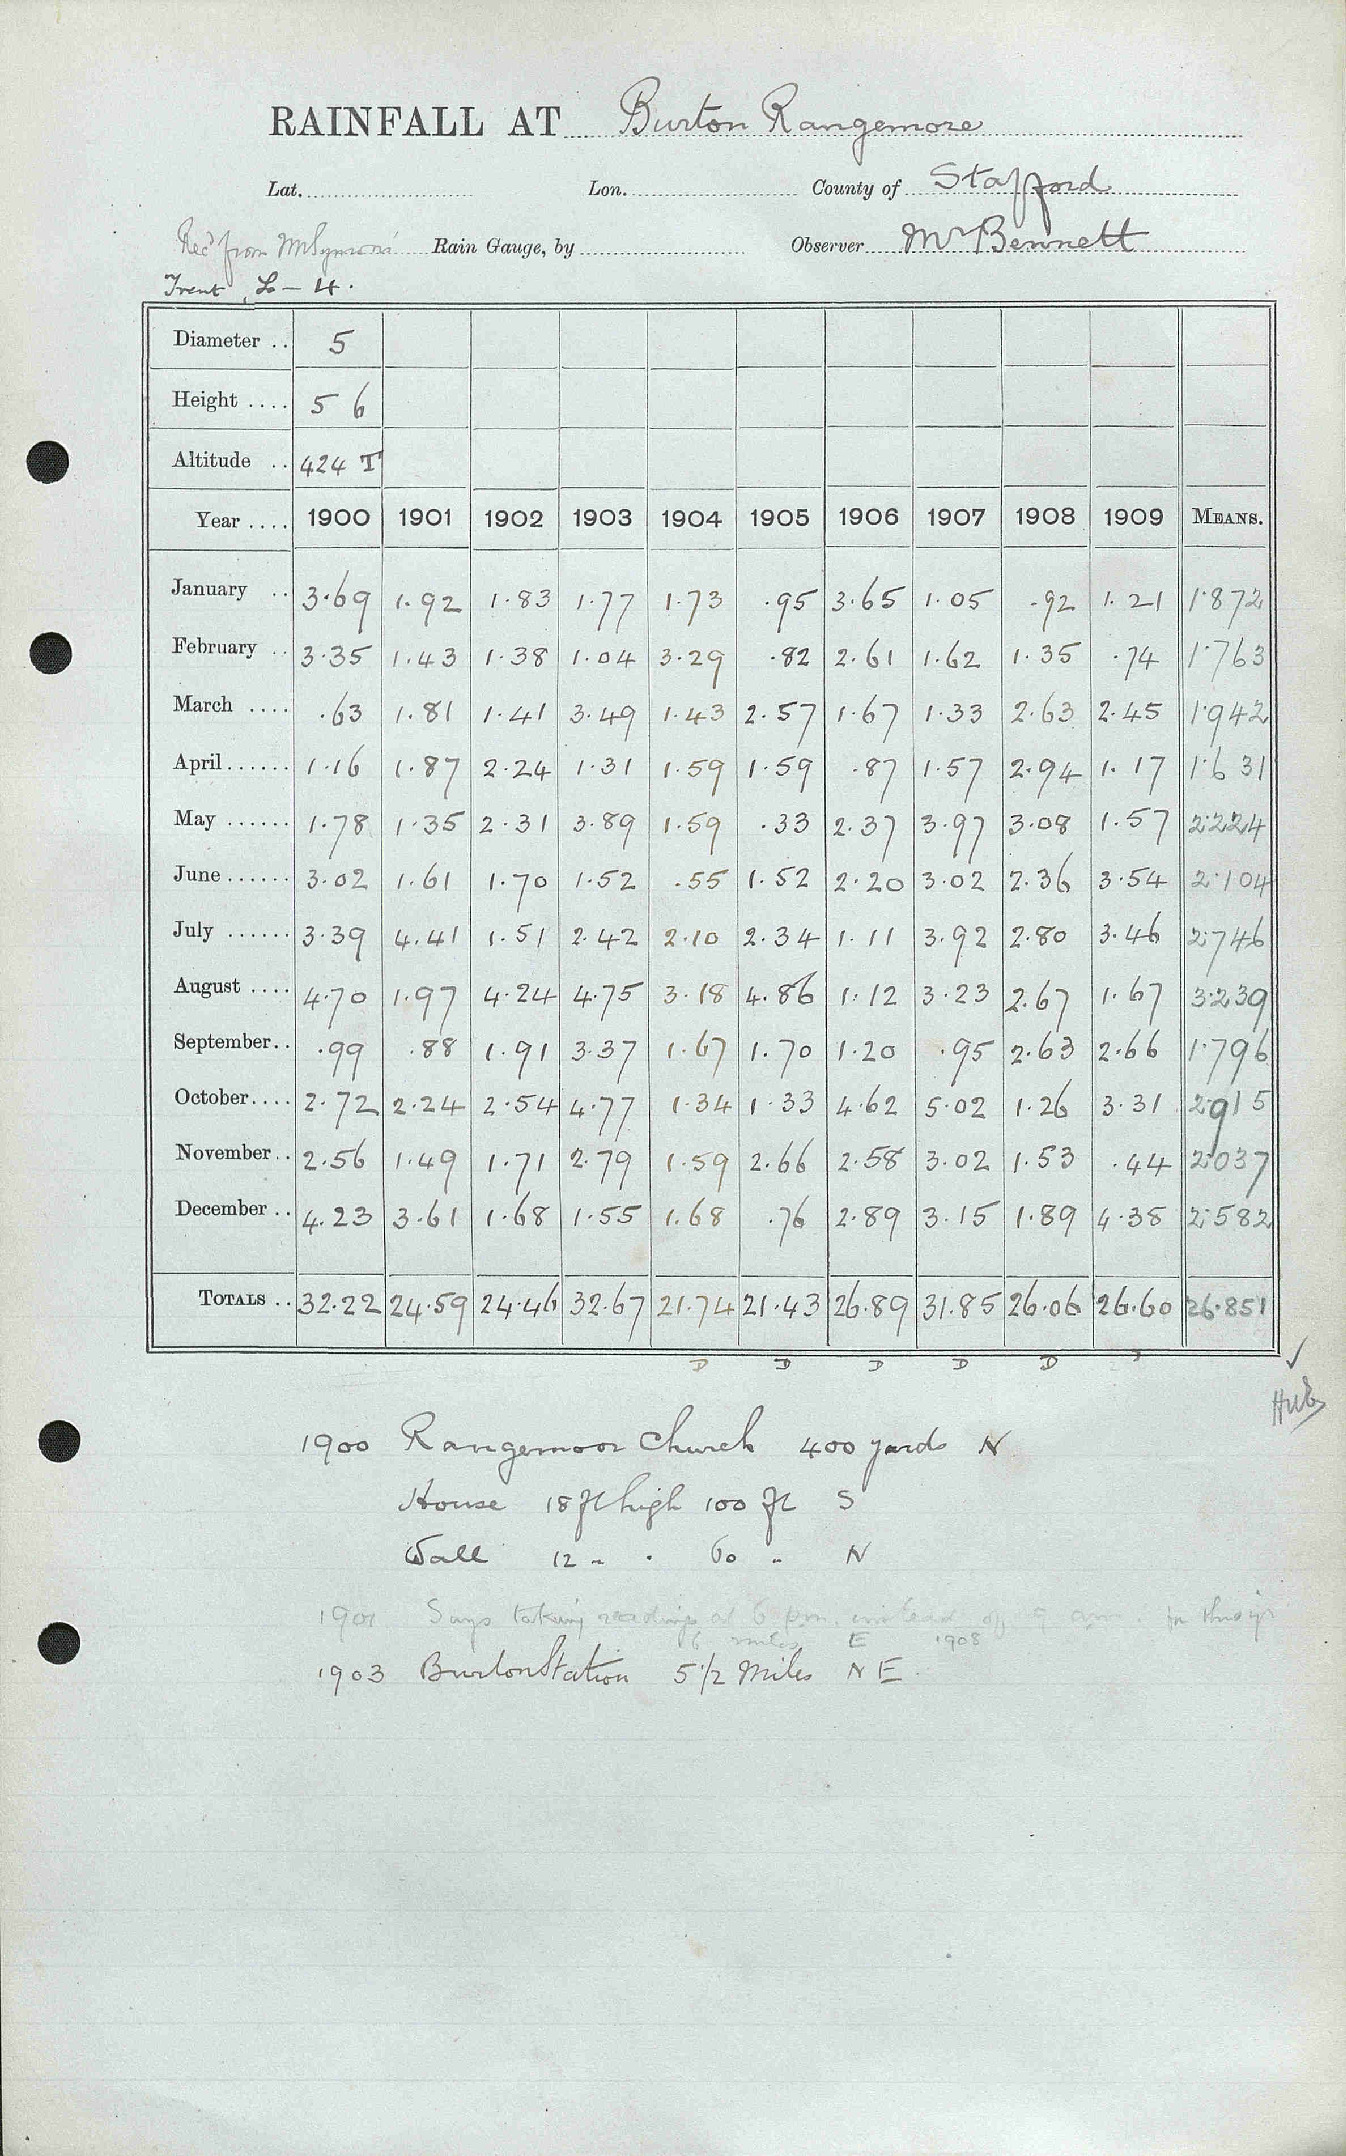 RAINFALL AT Burton Rangemore
Lat. Lon. County of Stafford
Recd from Mr Symons' Rain Gauge, by Observer Mr Bennett
Trent, L - 4.
Diameter .. 5
Height .... 5 6
Altitude .. 424 T
Year .... 1900 1901 1902 1903 1904 1905 1906 1907 1908 1909 MEANS.
January .. 3.69 1.92 1.83 1.77 1.73 .95 3.65 1.05 .92 1.21 1.872
February .. 3.35 1.43 1.38 1.04 3.29 .82 2.61 1.62 1.35 .74 1.763
March .... .63 1.81 1.41 3.49 1.43 2.57 1.67 1.33 2.63 2.45 1.942
April...... 1.16 1.87 2.24 1.31 1.59 1.59 .87 1.57 2.94 1.17 1.631
May ...... 1.78 1.35 2.31 3.89 1.59 .33 2.37 3.97 3.08 1.57 2.224
June...... 3.02 1.61 1.70 1.52 .55 1.52 2.20 3.02 2.36 3.54 2.104
July ...... 3.39 4.41 1.51 2.42 2.10 2.34 1.11 3.92 2.80 3.46 2.746
August .... 4.70 1.97 4.24 4.75 3.18 4.86 1.12 3.23 2.67 1.67 3.239
September.. .99 .88 1.91 3.37 1.67 1.70 1.20 .95 2.63 2.66 1.796
October.... 2.72 2.24 2.54 4.77 1.34 1.33 4.62 5.02 1.26 3.31 2.915
November.. 2.56 1.49 1.71 2.79 1.59 2.66 2.58 3.02 1.53 .44 2.037
December .. 4.23 3.61 1.68 1.55 1.68 .76 2.89 3.15 1.89 4.38 2.582
TOTALS .. 32.22 24.59 24.46 32.67 21.74 21.43 26.89 31.85 26.06 26.60 26.851
D D D D D
1900 Rangemoor Church 400 yards N
House 18 ft high 100 ft S
Wall 12 " . 60 " N
1901 Says taking readings at 6 pm. instead of 9 am. in this yr
6 miles E 1908
1903 Burton Station 5 1/2 Miles N E.